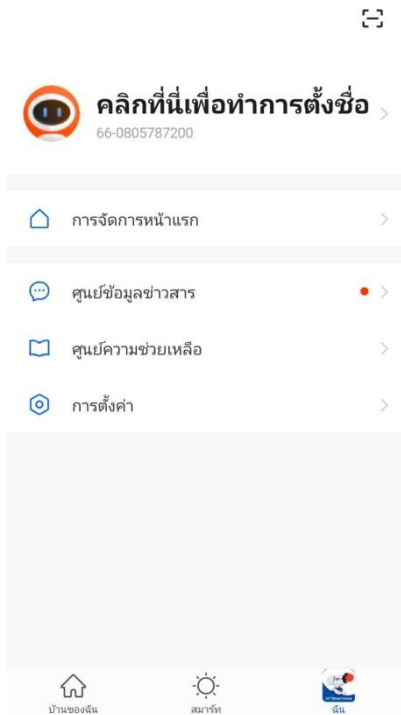 คลิกที่นี่เพื่อทำการตั้งชื่อ
66-0805787200
การจัดการหน้าแรก
ศูนย์ข้อมูลข่าวสาร
ศูนย์ความช่วยเหลือ
การตั้งค่า
บ้านของฉัน
สมาร์ท
ฉัน